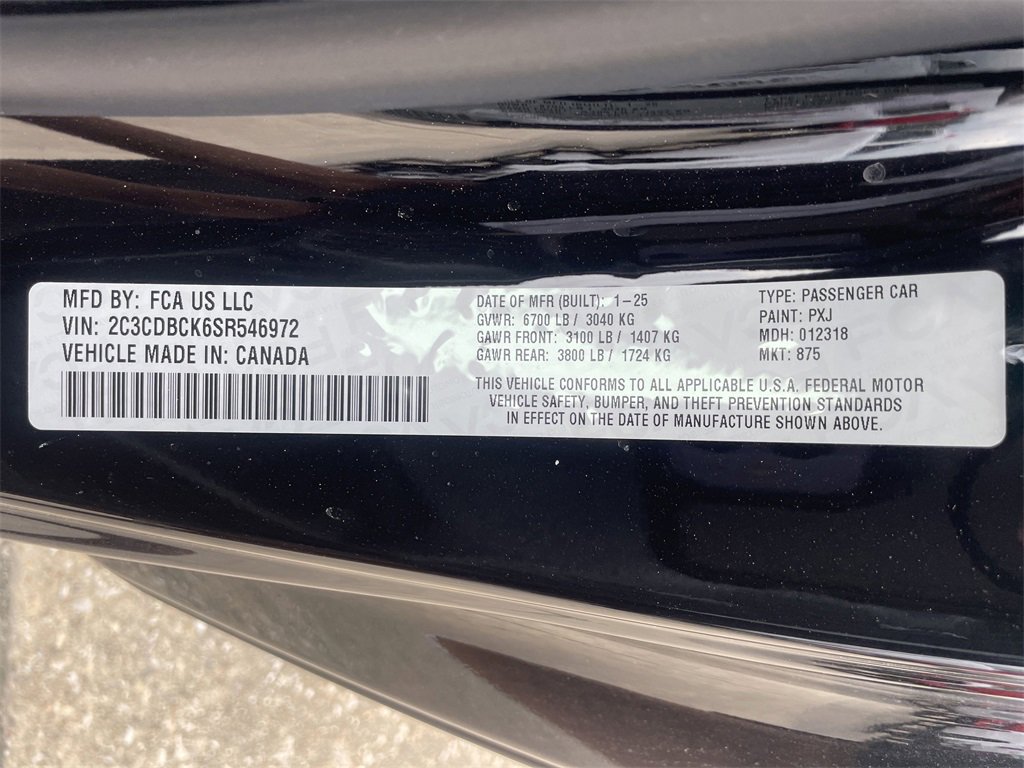 MFD BY: FCA US LLC
VIN: 2C3CDBCK6SR546972
VEHICLE MADE IN: CANADA
DATE OF MFR (BUILT): 1-25
GVWR: 6700 LB / 3040 KG
GAWR FRONT: 3100 LB / 1407 KG
GAWR REAR: 3800 LB / 1724 KG
TYPE: PASSENGER CAR
PAINT: PXJ
MDH: 012318
MKT: 875
THIS VEHICLE CONFORMS TO ALL APPLICABLE U.S.A. FEDERAL MOTOR
VEHICLE SAFETY, BUMPER, AND THEFT PREVENTION STANDARDS
IN EFFECT ON THE DATE OF MANUFACTURE SHOWN ABOVE.